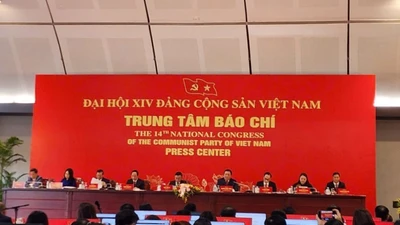 ĐẠI HỘI XIV ĐẢNG CỘNG SẢN VIỆT NAM
TRUNG TÂM BÁO CHÍ
THE 14TH NATIONAL CONGRESS
OF THE COMMUNIST PARTY OF VIET NAM
PRESS CENTER